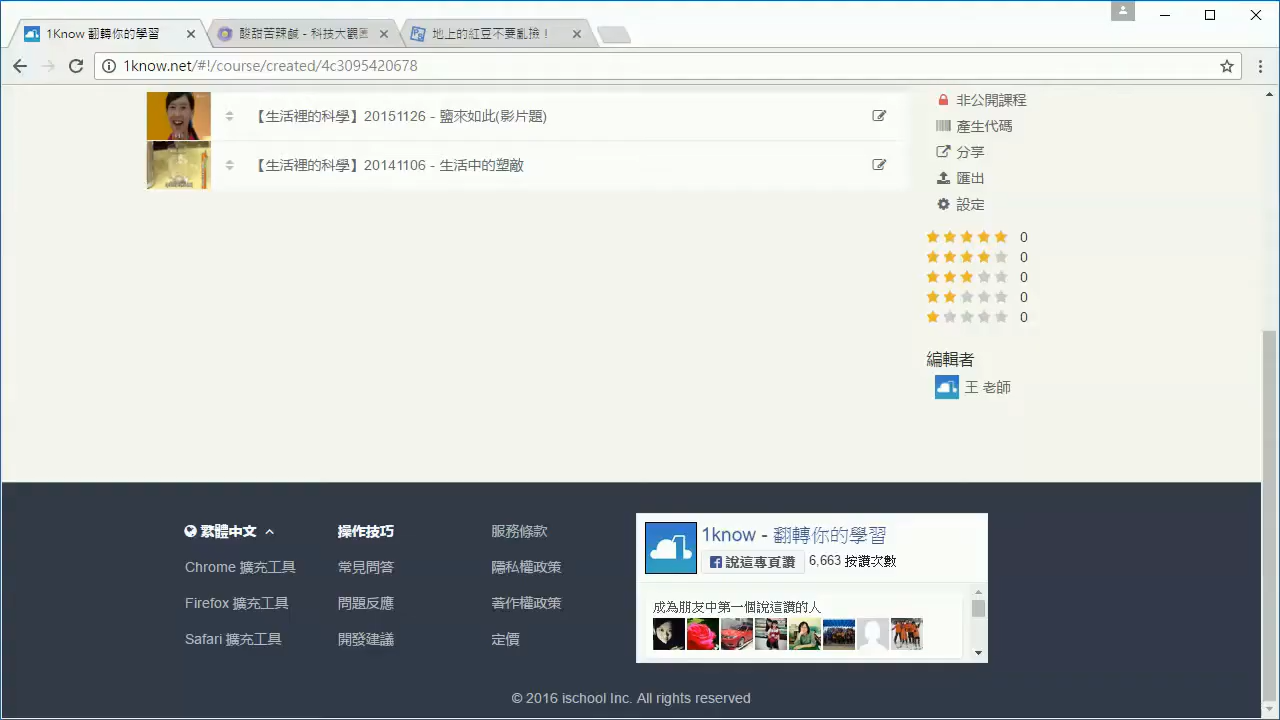 1Know 翻轉你的學習
酸甜苦辣鹹 - 科技大觀園
地上的紅豆不要亂撿！
1know.net/#!/course/created/4c3095420678
【生活裡的科學】20151126 - 鹽來如此(影片題)
【生活裡的科學】20141106 - 生活中的塑敵
非公開課程
產生代碼
分享
匯出
設定
0
0
0
0
0
編輯者
王 老師
繁體中文
Chrome 擴充工具
Firefox 擴充工具
Safari 擴充工具
操作技巧
常見問答
問題反應
開發建議
服務條款
隱私權政策
著作權政策
定價
1know - 翻轉你的學習
說這專頁讚
6,663 按讚次數
成為朋友中第一個說這讚的人
© 2016 ischool Inc. All rights reserved